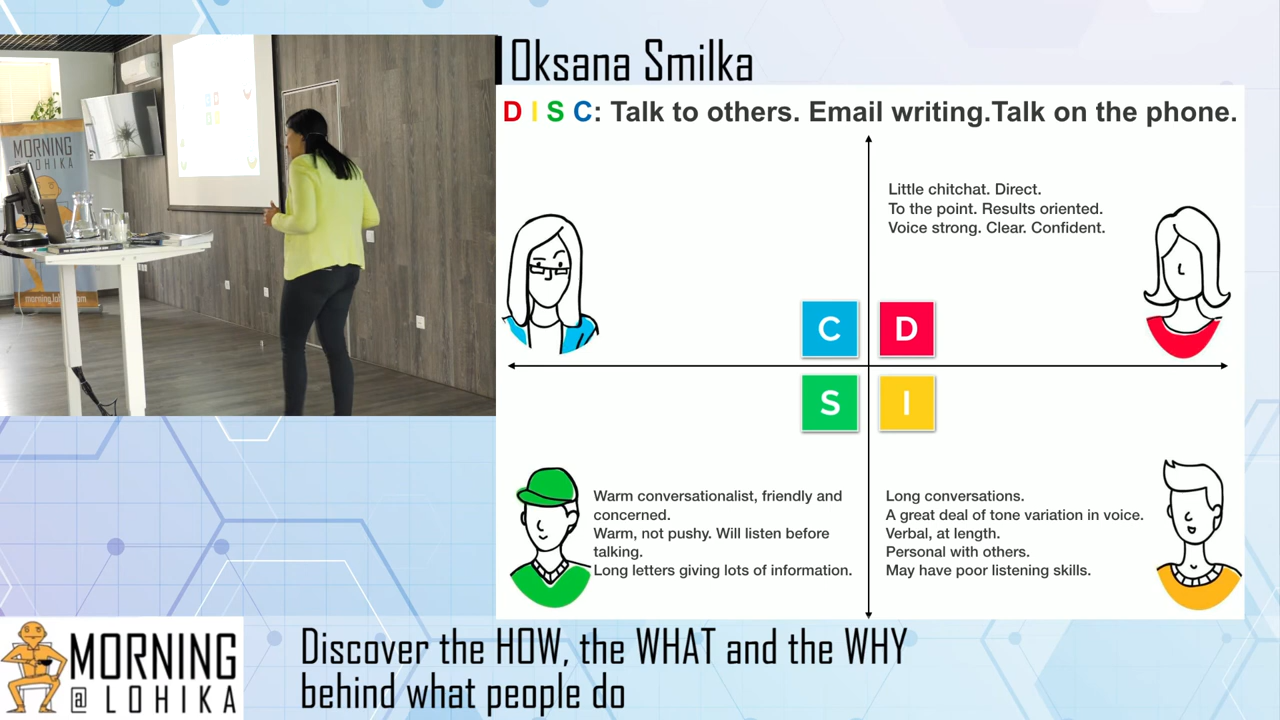 Oksana Smilka
D I S C: Talk to others. Email writing.Talk on the phone.
Little chitchat. Direct.
To the point. Results oriented.
Voice strong. Clear. Confident.
C D
S I
Warm conversationalist, friendly and
concerned.
Warm, not pushy. Will listen before
talking.
Long letters giving lots of information.
Long conversations.
A great deal of tone variation in voice.
Verbal, at length.
Personal with others.
May have poor listening skills.
MORNING
@ LOHIKA
Discover the HOW, the WHAT and the WHY
behind what people do
MORNING